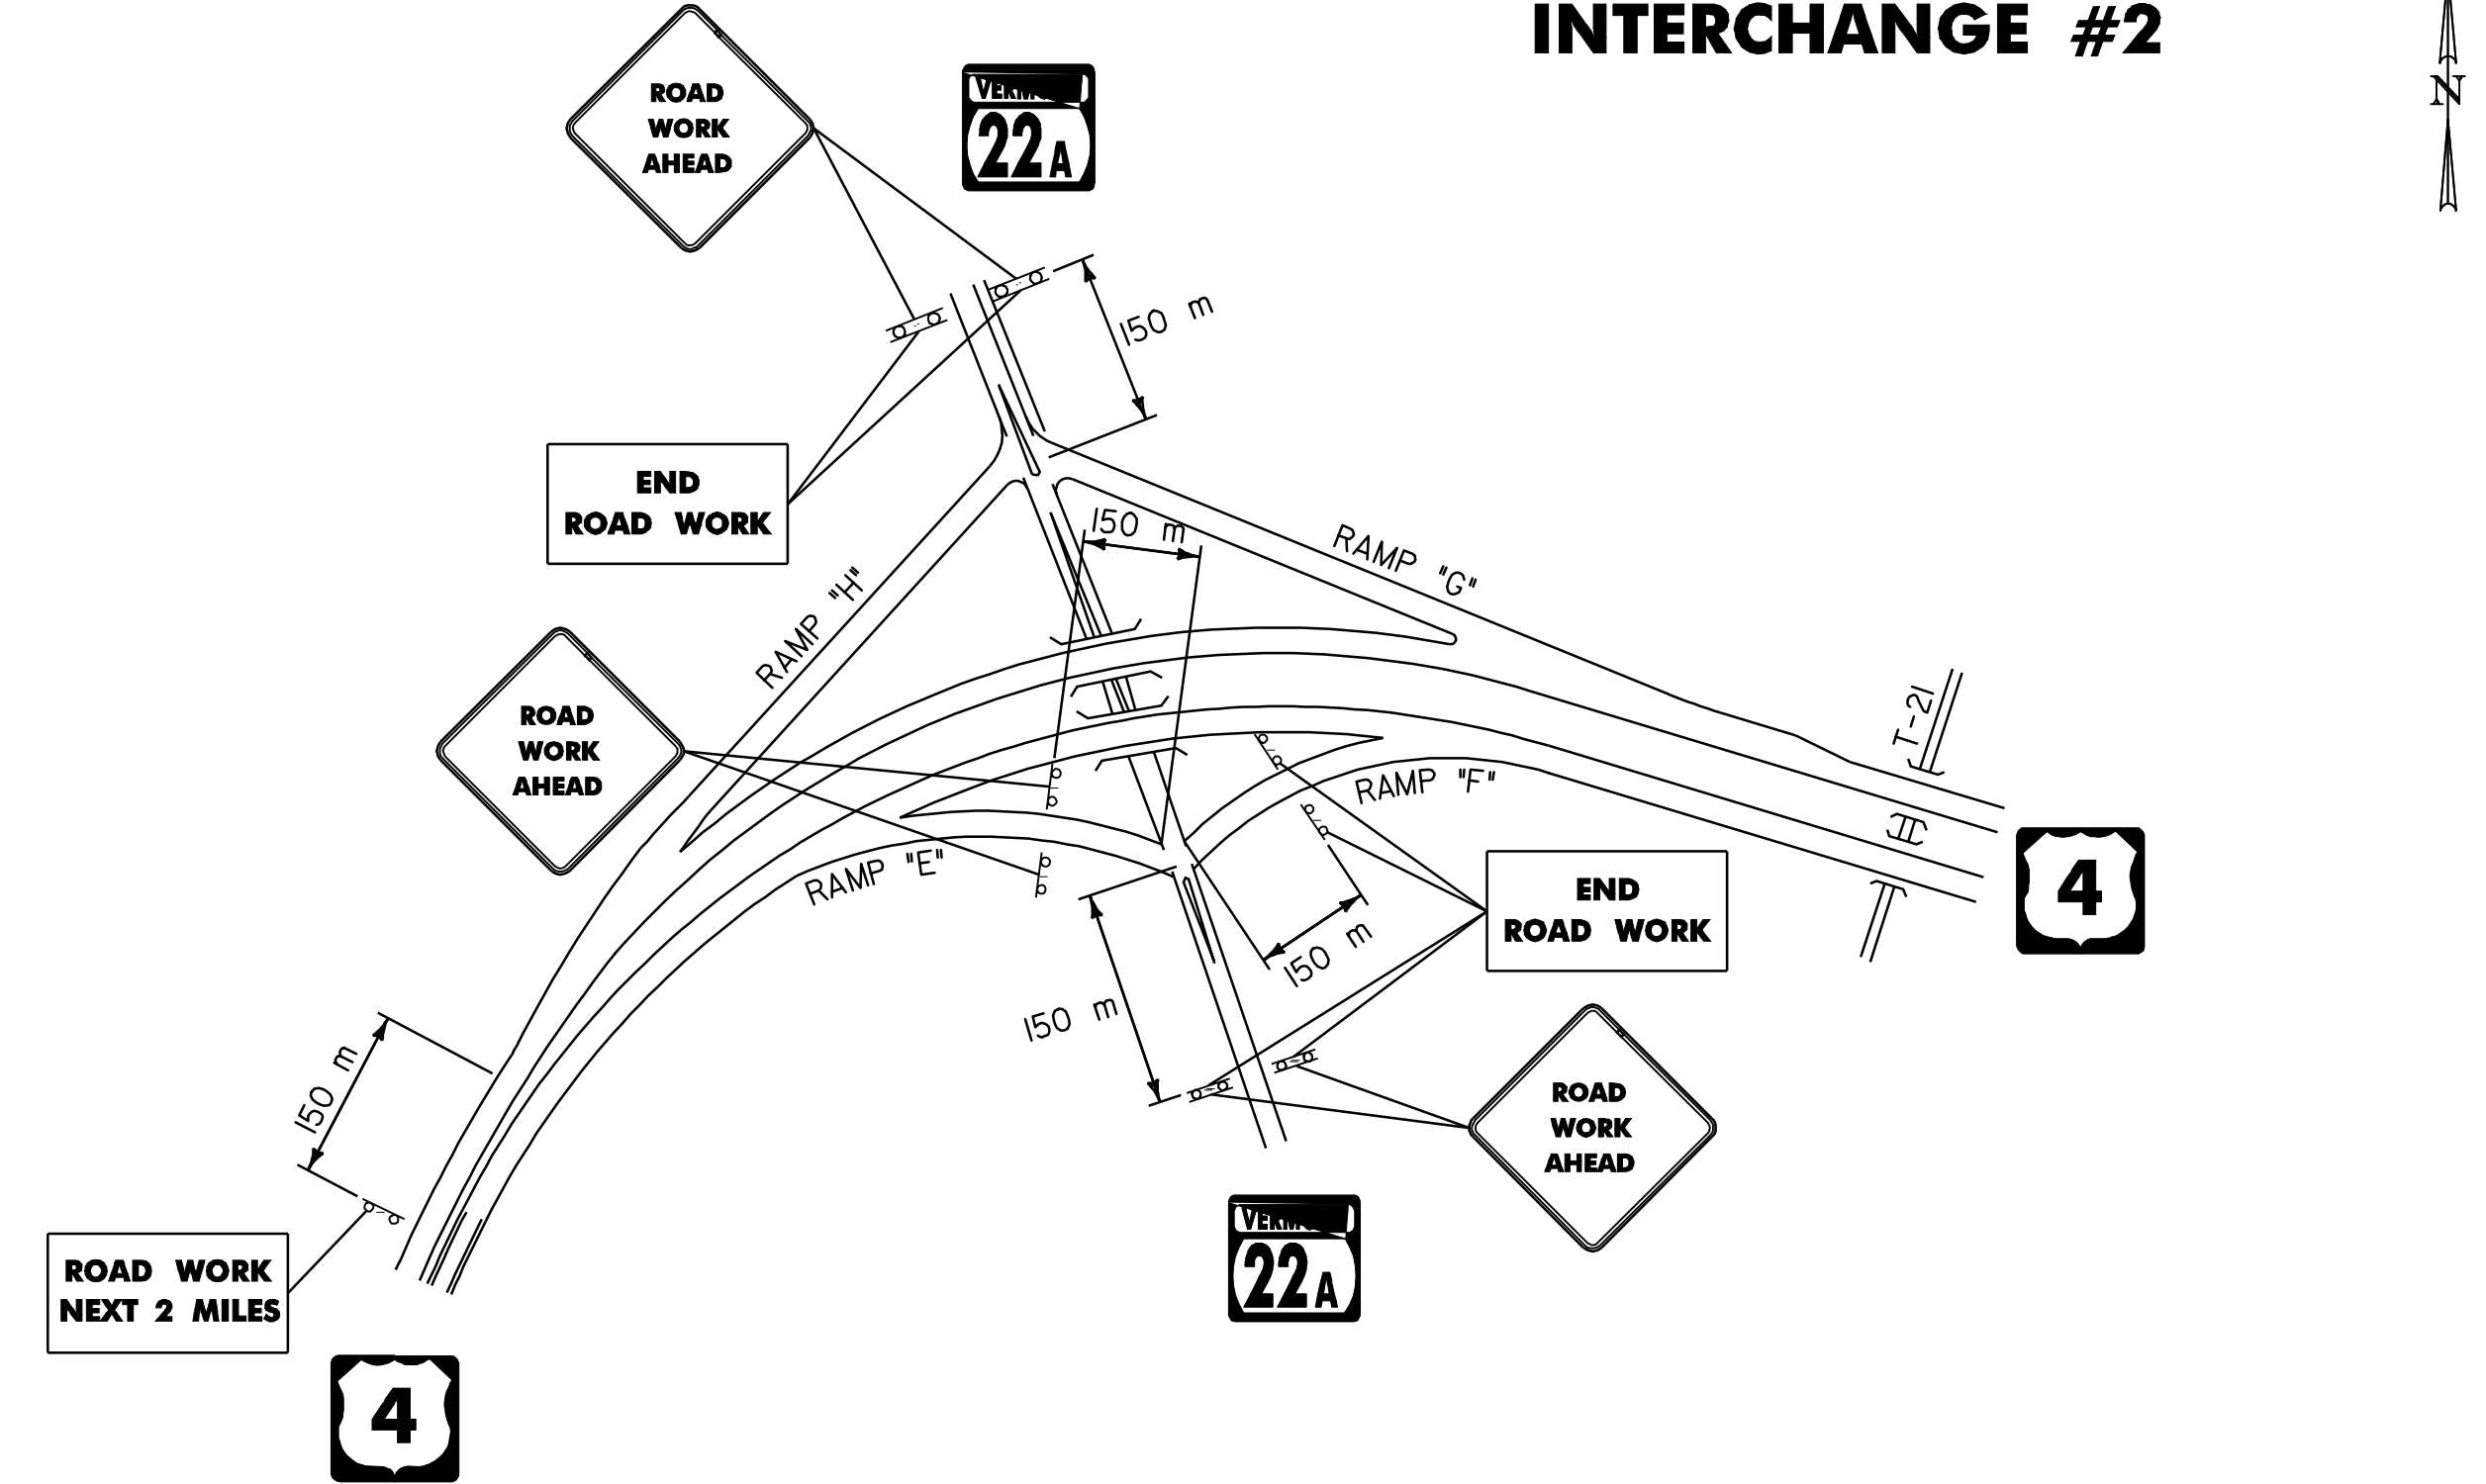 INTERCHANGE #2
N
ROAD
WORK
AHEAD
22A
150 m
END
ROAD WORK
150 m
RAMP "G"
RAMP "H"
ROAD
WORK
AHEAD
T-21
RAMP "F"
RAMP "E"
4
END
ROAD WORK
150 m
150 m
150 m
ROAD
WORK
AHEAD
22A
ROAD WORK
NEXT 2 MILES
4